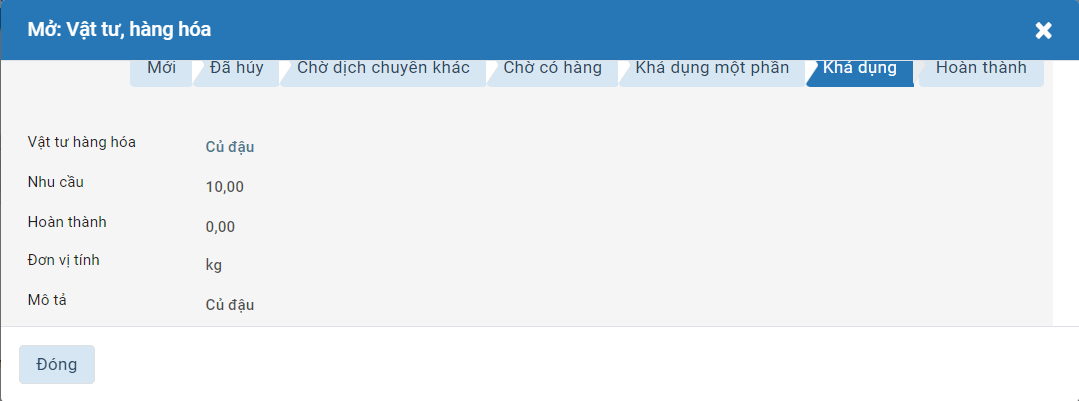 Mở: Vật tư, hàng hóa
Mới Đã hủy Chờ dịch chuyển khác Chờ có hàng Khả dụng một phần Khả dụng Hoàn thành
Vật tư hàng hóa Củ đậu
Nhu cầu 10,00
Hoàn thành 0,00
Đơn vị tính kg
Mô tả Củ đậu
Đóng